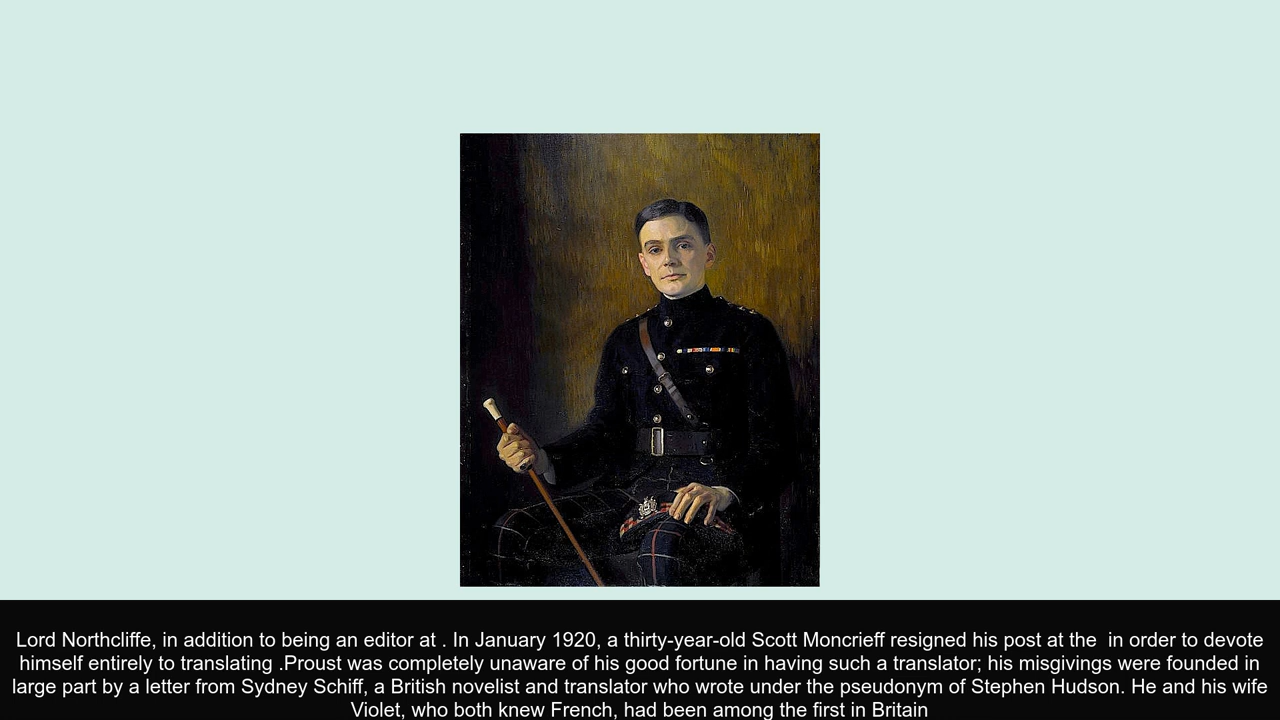 Lord Northcliffe, in addition to being an editor at . In January 1920, a thirty-year-old Scott Moncrieff resigned his post at the  in order to devote
himself entirely to translating .Proust was completely unaware of his good fortune in having such a translator; his misgivings were founded in
large part by a letter from Sydney Schiff, a British novelist and translator who wrote under the pseudonym of Stephen Hudson. He and his wife
Violet, who both knew French, had been among the first in Britain